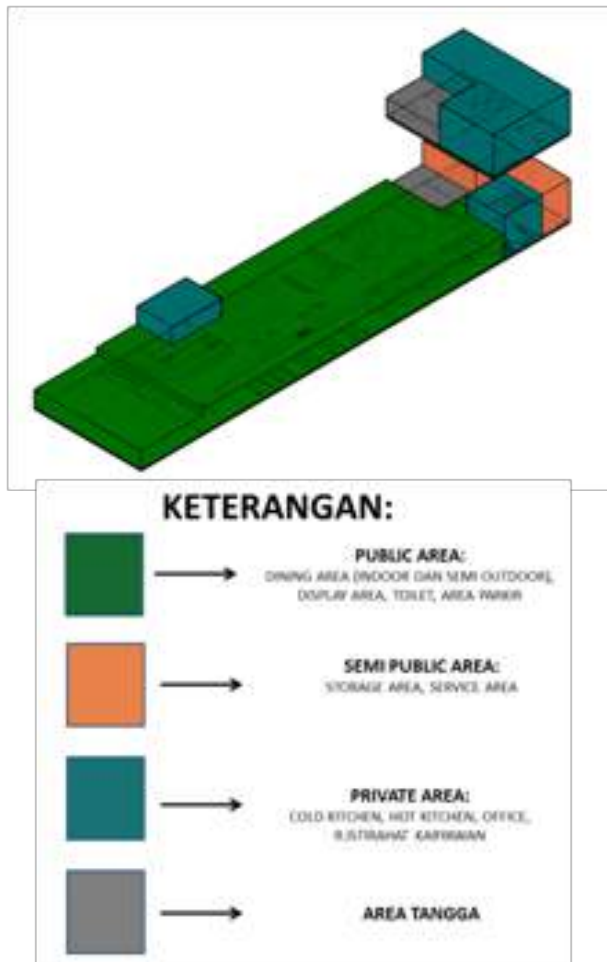 KETERANGAN:
PUBLIC AREA:
DINING AREA (INDOOR DAN SEMI OUTDOOR),
DISPLAY AREA, TOILET, AREA PARKIR
SEMI PUBLIC AREA:
STORAGE AREA, SERVICE AREA
PRIVATE AREA:
COLD KITCHEN, HOT KITCHEN, OFFICE,
R.ISTIRAHAT KARYAWAN
AREA TANGGA